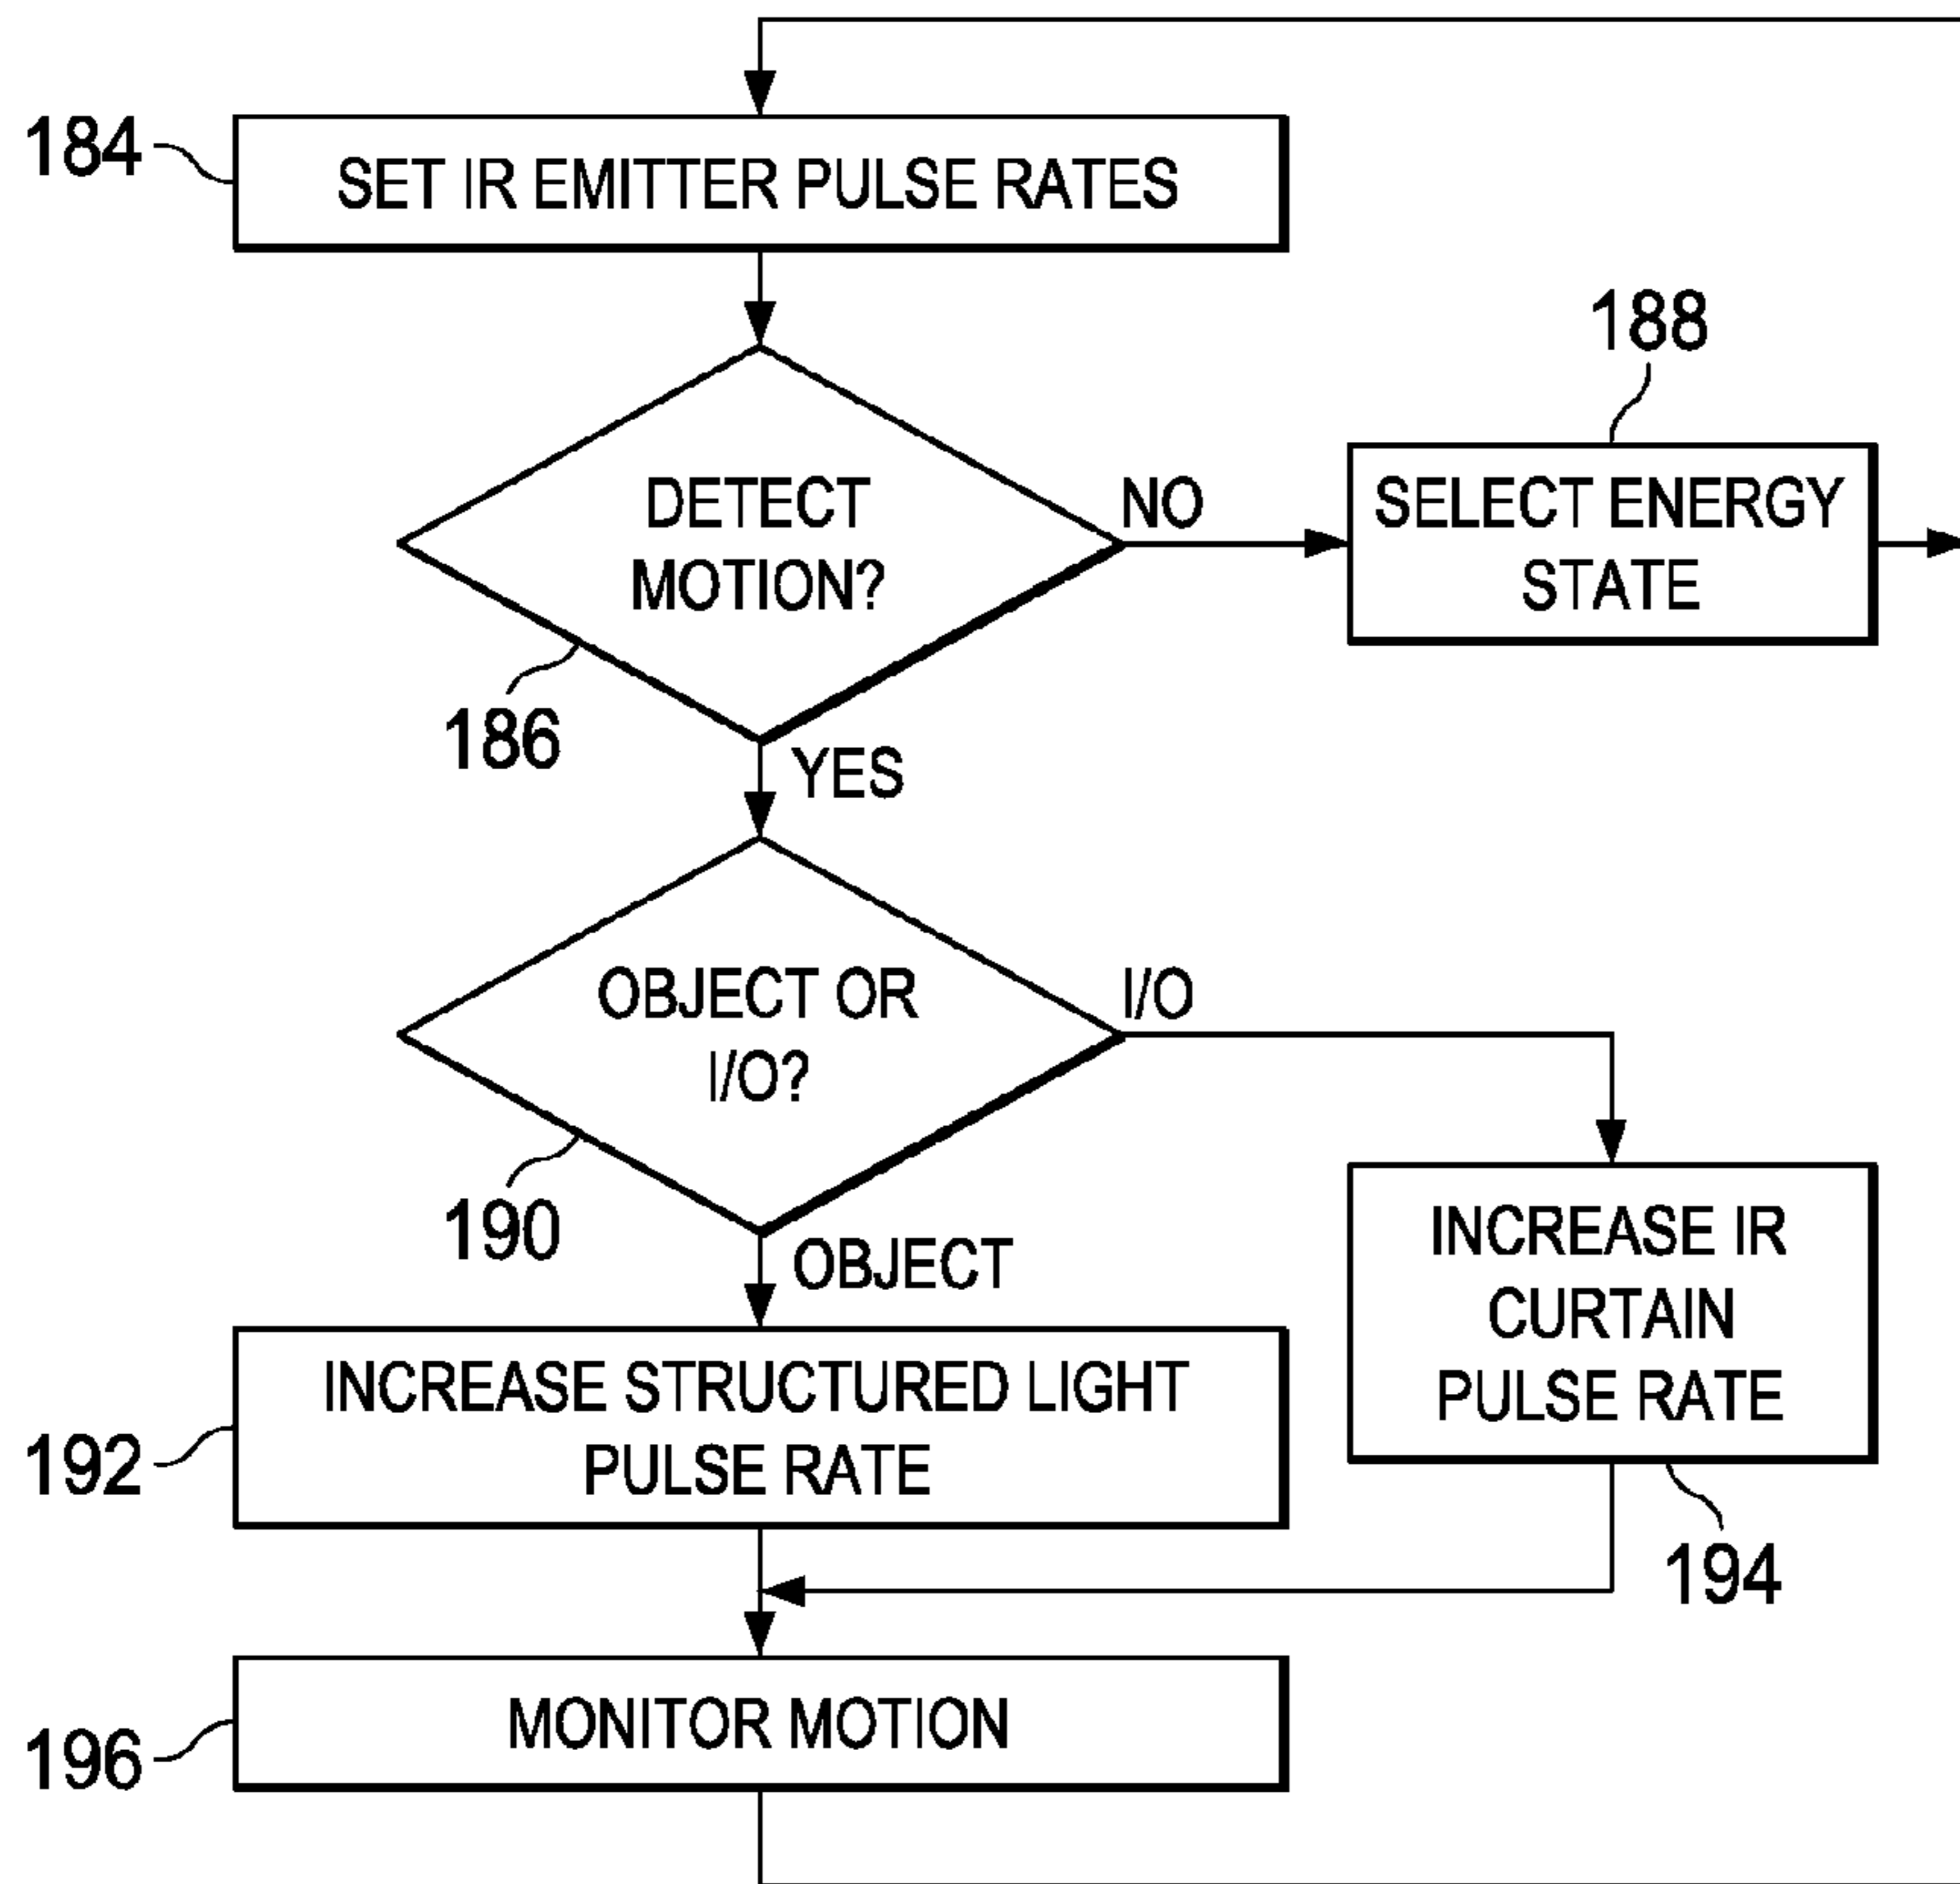 184
SET IR EMITTER PULSE RATES
188
DETECT
MOTION?
NO
SELECT ENERGY
STATE
186
YES
OBJECT OR
I/O?
I/O
190
OBJECT
INCREASE IR
CURTAIN
PULSE RATE
192
INCREASE STRUCTURED LIGHT
PULSE RATE
194
196
MONITOR MOTION